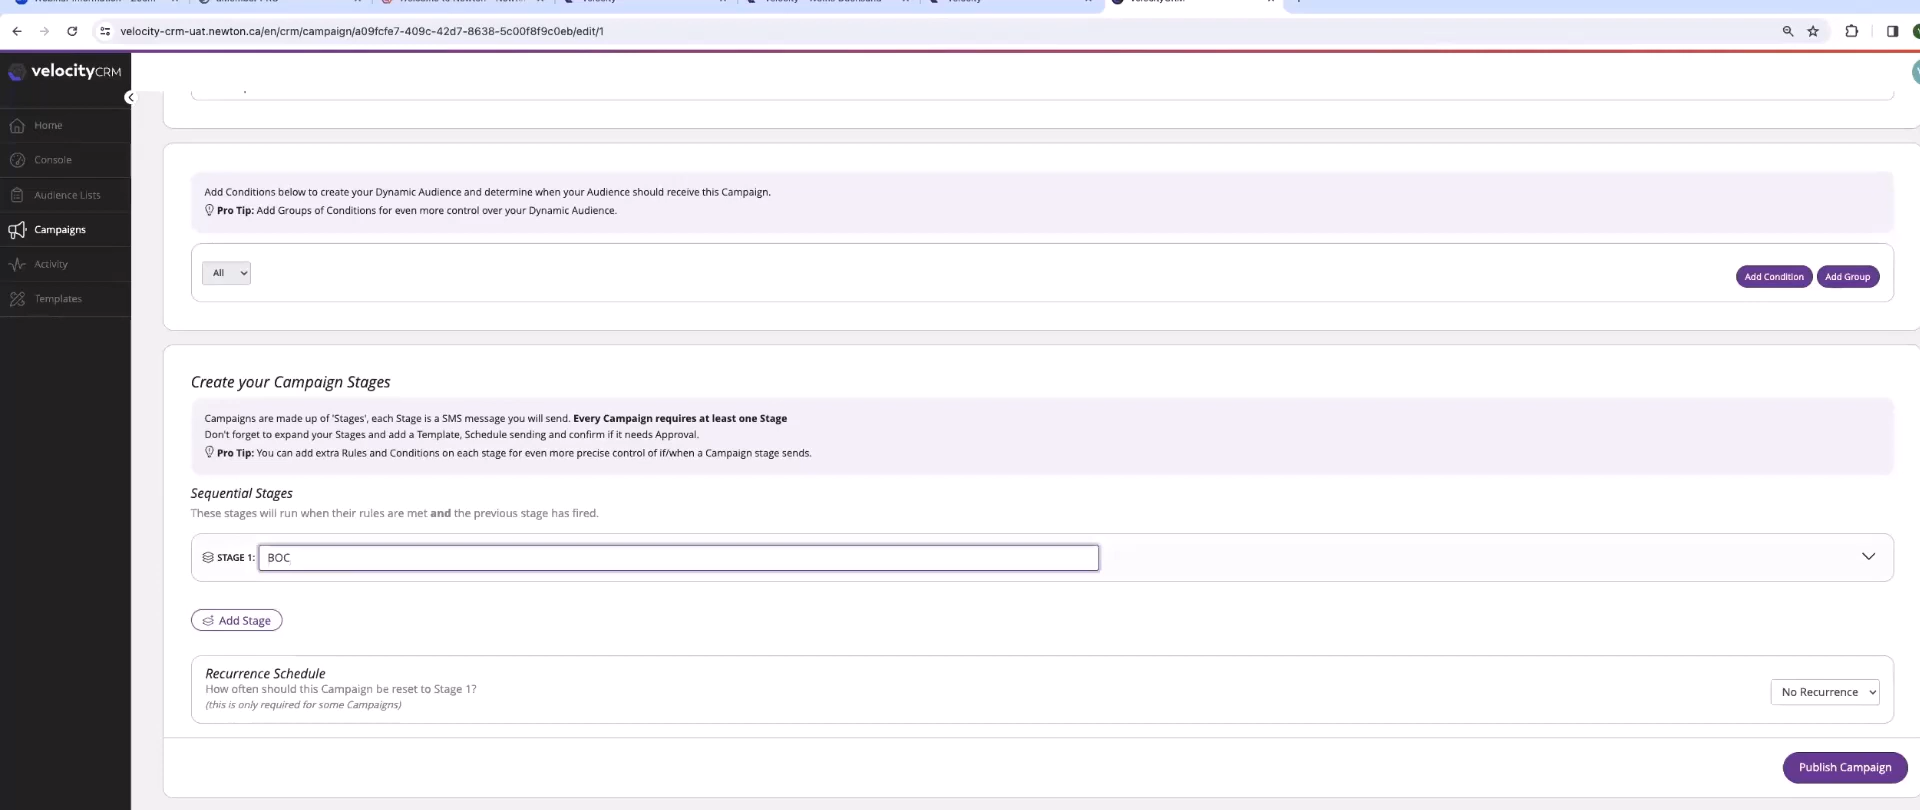 velocity-crm-uat.newton.ca/en/crm/campaign/a09fcfe7-409c-42d7-8638-5c00f8f9c0eb/edit/1
velocityCRM
Home
Console
Audience Lists
Campaigns
Activity
Templates
Add Conditions below to create your Dynamic Audience and determine when your Audience should receive this Campaign.
Pro Tip: Add Groups of Conditions for even more control over your Dynamic Audience.
All
Add Condition
Add Group
Create your Campaign Stages
Campaigns are made up of 'Stages', each Stage is a SMS message you will send. Every Campaign requires at least one Stage
Don't forget to expand your Stages and add a Template, Schedule sending and confirm if it needs Approval.
Pro Tip: You can add extra Rules and Conditions on each stage for even more precise control of if/when a Campaign stage sends.
Sequential Stages
These stages will run when their rules are met and the previous stage has fired.
STAGE 1: BOC
Add Stage
Recurrence Schedule
How often should this Campaign be reset to Stage 1?
(this is only required for some Campaigns)
No Recurrence
Publish Campaign